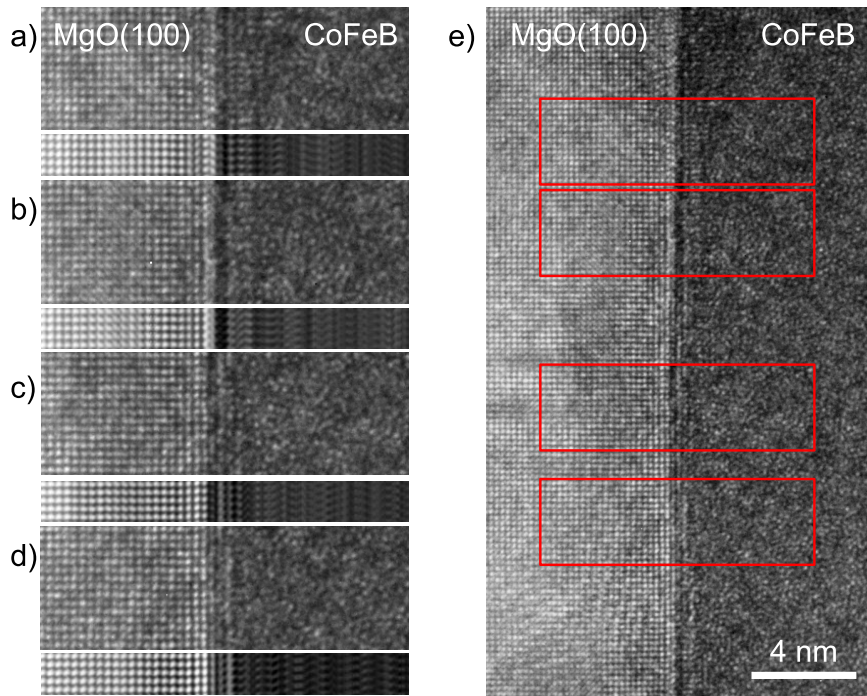 a) MgO(100) CoFeB
b)
c)
d)
e) MgO(100) CoFeB
4 nm